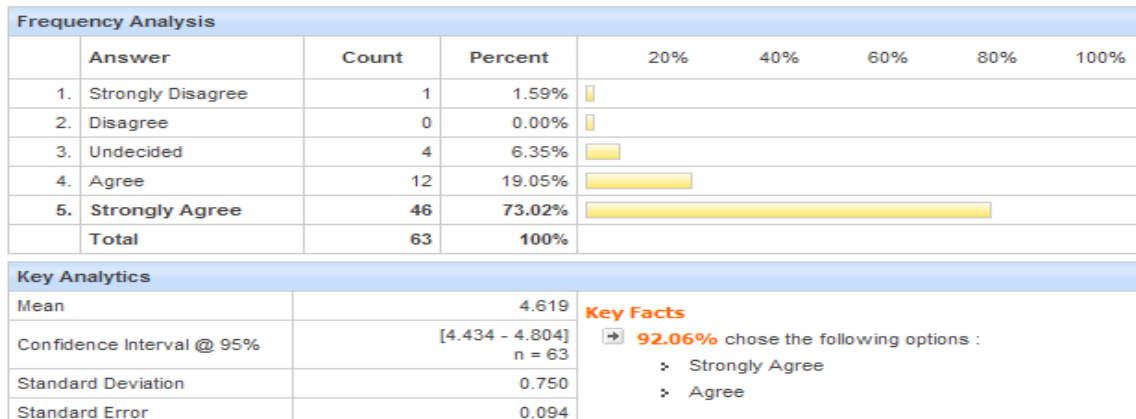 Frequency Analysis
Answer Count Percent 20% 40% 60% 80% 100%
1. Strongly Disagree 1 1.59%
2. Disagree 0 0.00%
3. Undecided 4 6.35%
4. Agree 12 19.05%
5. Strongly Agree 46 73.02%
Total 63 100%
Key Analytics
Mean 4.619
Confidence Interval @ 95% [4.434 - 4.804]
n = 63
Standard Deviation 0.750
Standard Error 0.094
Key Facts
92.06% chose the following options :
Strongly Agree
Agree